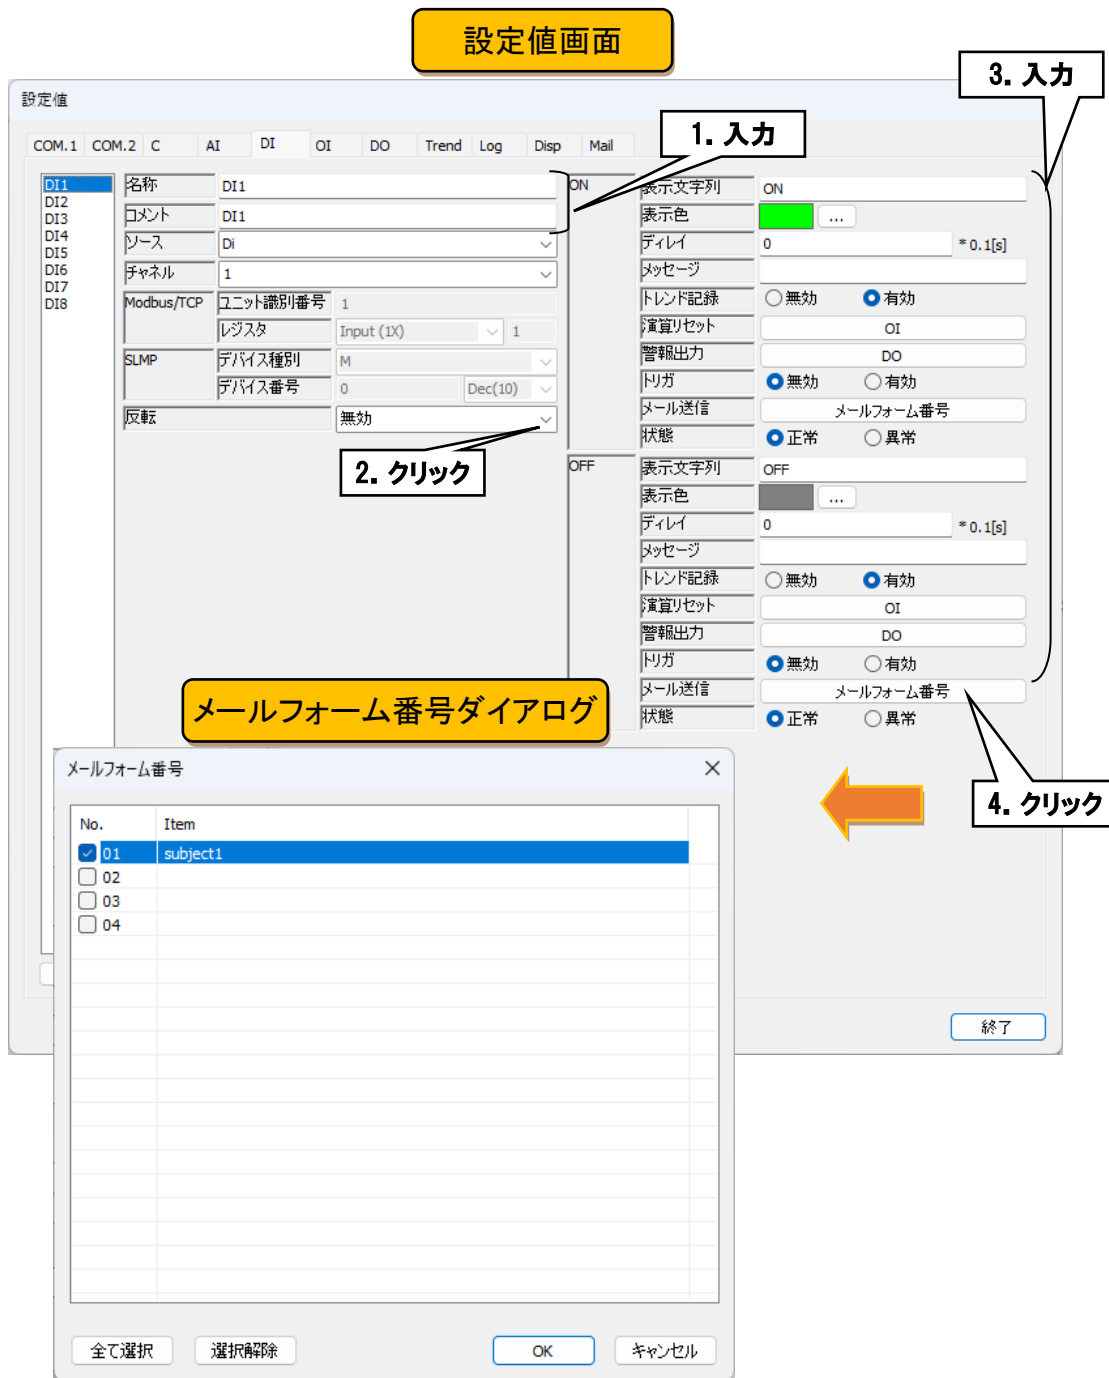 設定値画面
3. 入力
設定値
1. 入力
COM.1 COM.2 C AI DI OI DO Trend Log Disp Mail
DI1
DI2
DI3
DI4
DI5
DI6
DI7
DI8
名称 DI1
コメント DI1
ソース Di
チャネル 1
Modbus/TCP ユニット識別番号 1
レジスタ Input (1X) 1
SLMP デバイス種別 M
デバイス番号 0 Dec(10)
反転 無効
2. クリック
ON 表示文字列 ON
表示色 ...
ディレイ 0 * 0.1[s]
メッセージ
トレンド記録 無効 有効
演算リセット OI
警報出力 DO
トリガ 無効 有効
メール送信 メールフォーム番号
状態 正常 異常
OFF 表示文字列 OFF
表示色 ...
ディレイ 0 * 0.1[s]
メッセージ
トレンド記録 無効 有効
演算リセット OI
警報出力 DO
トリガ 無効 有効
メール送信 メールフォーム番号
状態 正常 異常
4. クリック
終了
メールフォーム番号ダイアログ
メールフォーム番号
No. Item
01 subject1
02
03
04
全て選択 選択解除 OK キャンセル